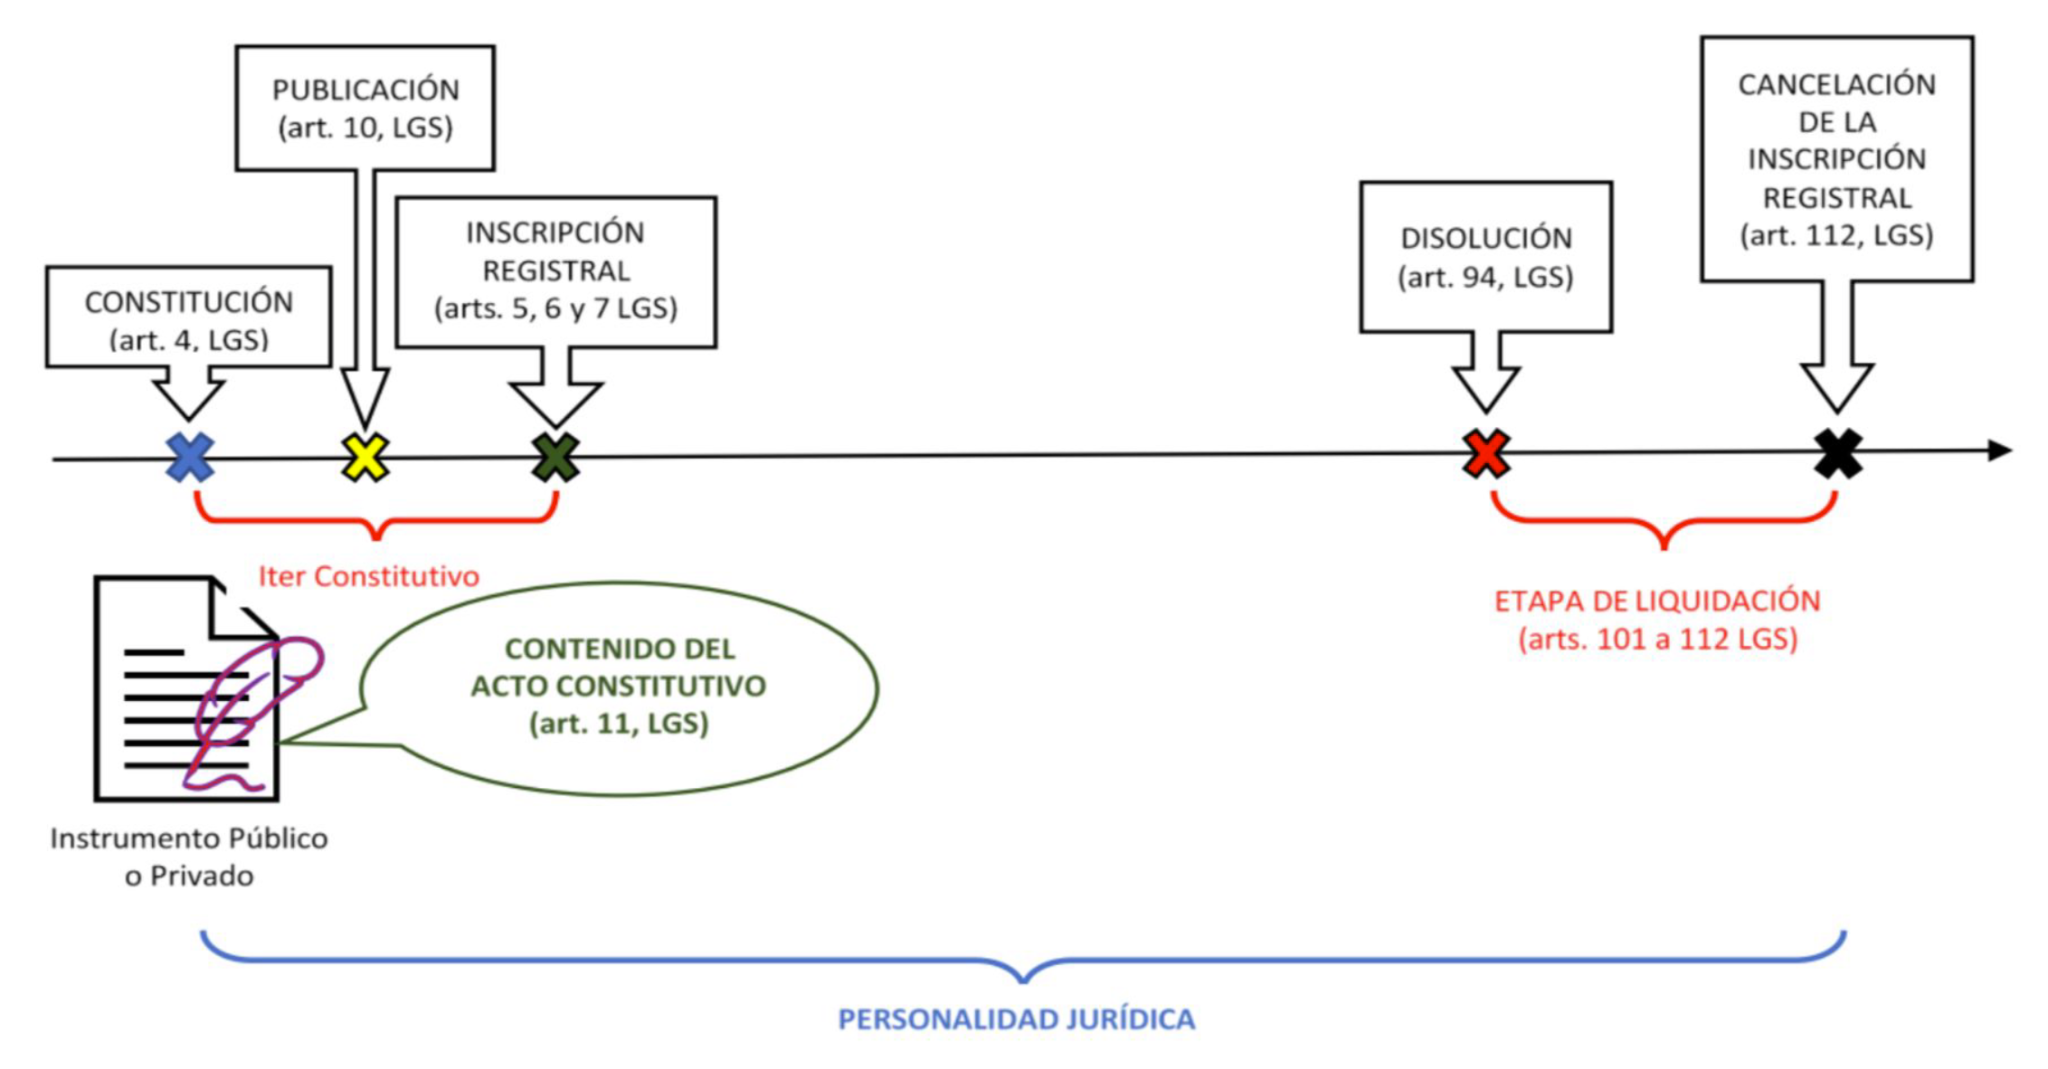 PUBLICACIÓN
(art. 10, LGS)
CANCELACIÓN
DE LA
INSCRIPCIÓN
REGISTRAL
(art. 112, LGS)
INSCRIPCIÓN
REGISTRAL
(arts. 5, 6 y 7 LGS)
DISOLUCIÓN
(art. 94, LGS)
CONSTITUCIÓN
(art. 4, LGS)
Iter Constitutivo
ETAPA DE LIQUIDACIÓN
(arts. 101 a 112 LGS)
CONTENIDO DEL
ACTO CONSTITUTIVO
(art. 11, LGS)
Instrumento Público
o Privado
PERSONALIDAD JURÍDICA